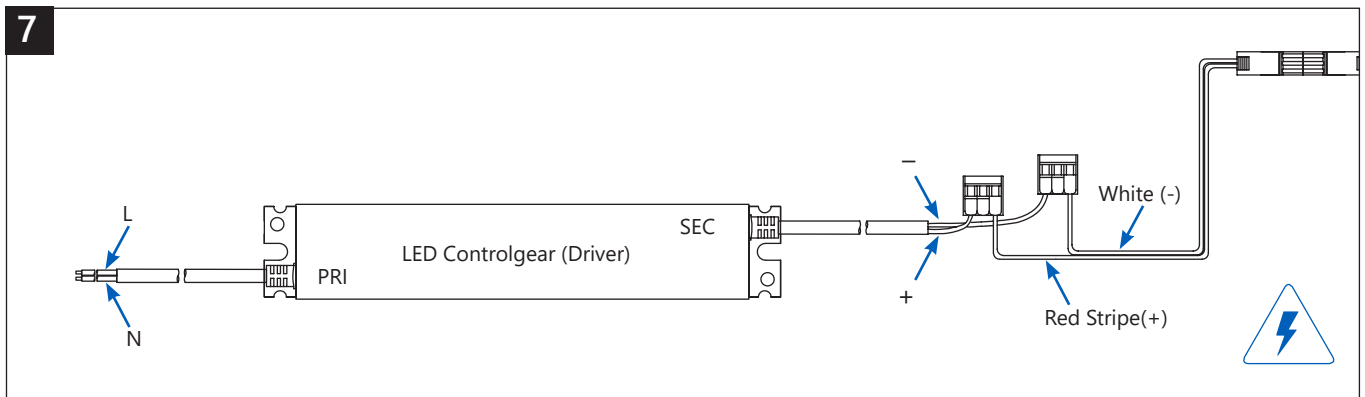 7
L
N
PRI
LED Controlgear (Driver)
SEC
–
+
White (-)
Red Stripe(+)